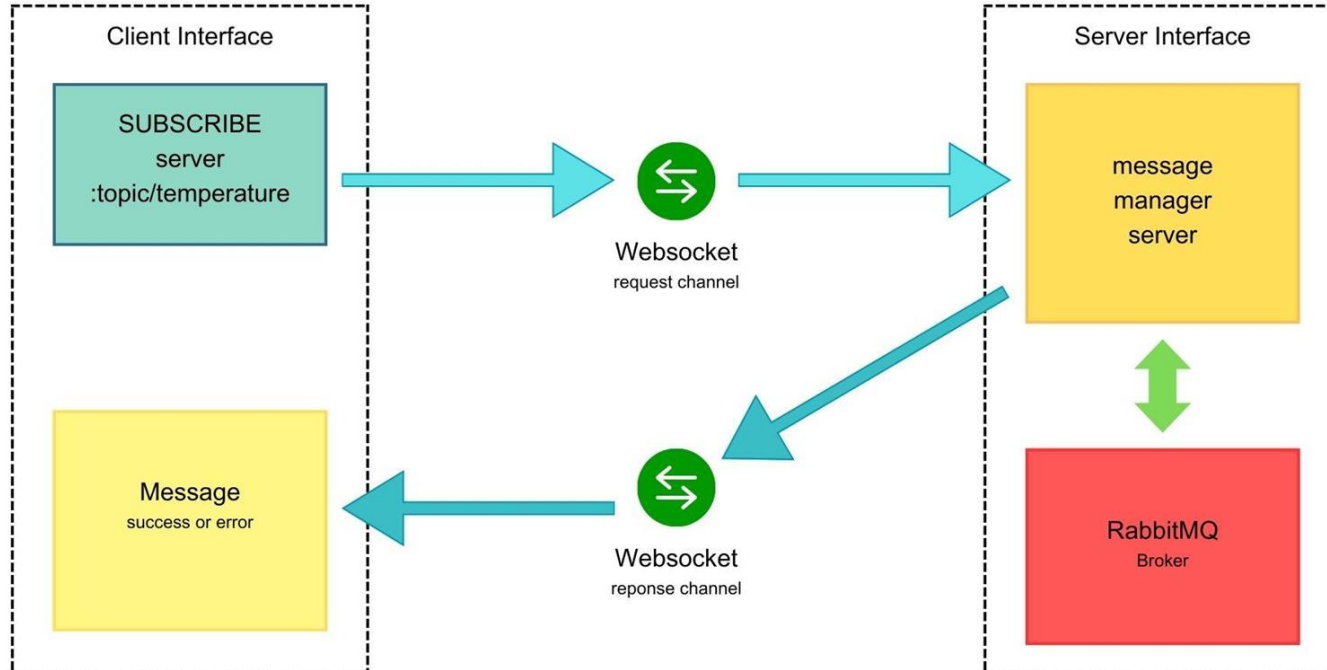 Client Interface
SUBSCRIBE
server
:topic/temperature
Websocket
request channel
Server Interface
message
manager
server
Message
success or error
Websocket
reponse channel
RabbitMQ
Broker